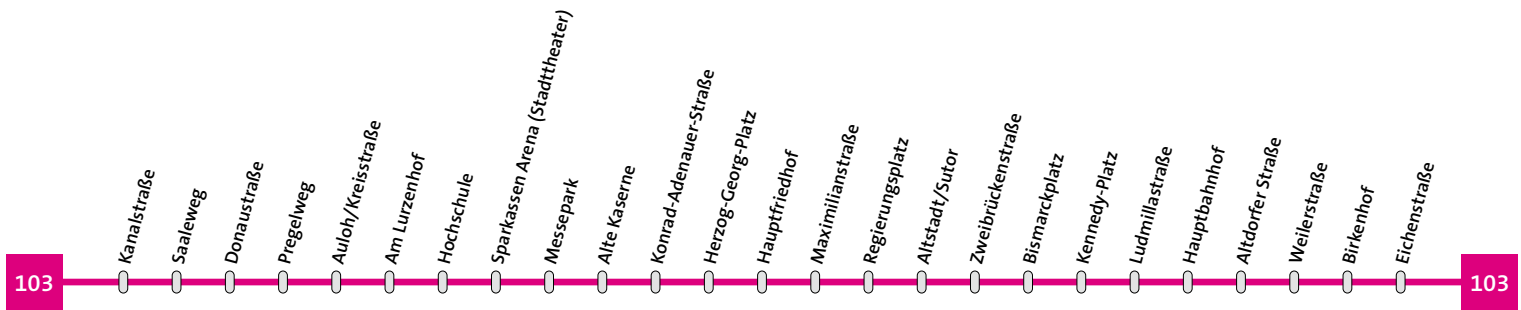 103
Kanalstraße
Saaleweg
Donaustraße
Pregelweg
Auloh/Kreisstraße
Am Lurzenhof
Hochschule
Sparkassen Arena (Stadttheater)
Messepark
Alte Kaserne
Konrad-Adenauer-Straße
Herzog-Georg-Platz
Hauptfriedhof
Maximilianstraße
Regierungsplatz
Altstadt/Sutor
Zweibrückenstraße
Bismarckplatz
Kennedy-Platz
Ludmillastraße
Hauptbahnhof
Altdorfer Straße
Weilerstraße
Birkenhof
Eichenstraße
103